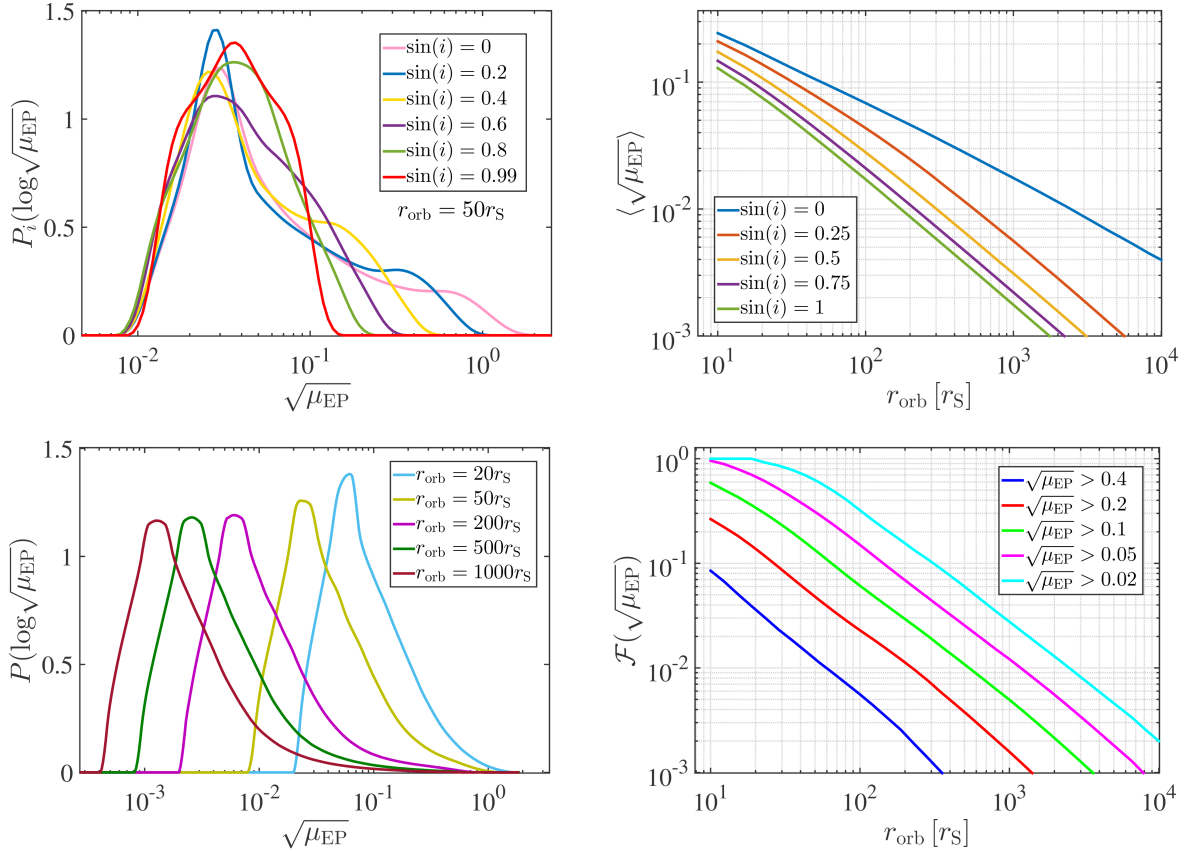 1.5
1
0.5
0
P_i(log√μ_EP)
sin(i) = 0
sin(i) = 0.2
sin(i) = 0.4
sin(i) = 0.6
sin(i) = 0.8
sin(i) = 0.99
r_orb = 50r_S
10^-2
10^-1
10^0
√μ_EP
10^-1
10^-2
10^-3
⟨√μ_EP⟩
sin(i) = 0
sin(i) = 0.25
sin(i) = 0.5
sin(i) = 0.75
sin(i) = 1
10^1
10^2
10^3
10^4
r_orb [r_S]
1.5
1
0.5
0
P(log√μ_EP)
r_orb = 20r_S
r_orb = 50r_S
r_orb = 200r_S
r_orb = 500r_S
r_orb = 1000r_S
10^-3
10^-2
10^-1
10^0
√μ_EP
10^0
10^-1
10^-2
10^-3
ℱ(√μ_EP)
√μ_EP > 0.4
√μ_EP > 0.2
√μ_EP > 0.1
√μ_EP > 0.05
√μ_EP > 0.02
10^1
10^2
10^3
10^4
r_orb [r_S]